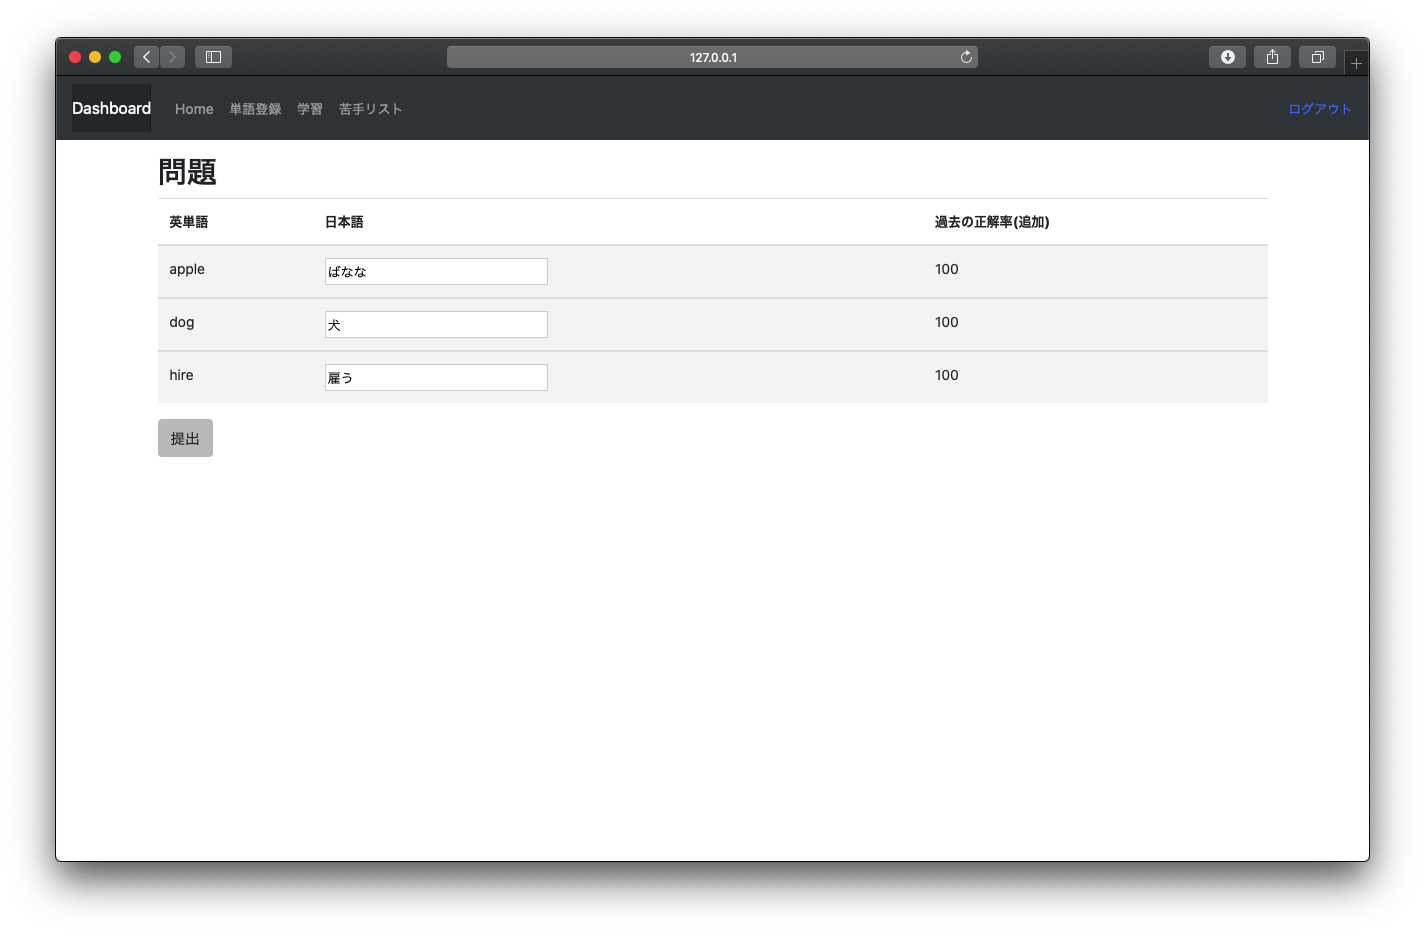 127.0.0.1
Dashboard Home 単語登録 学習 苦手リスト ログアウト
問題
英単語 日本語 過去の正解率(追加)
apple ばなな 100
dog 犬 100
hire 雇う 100
提出